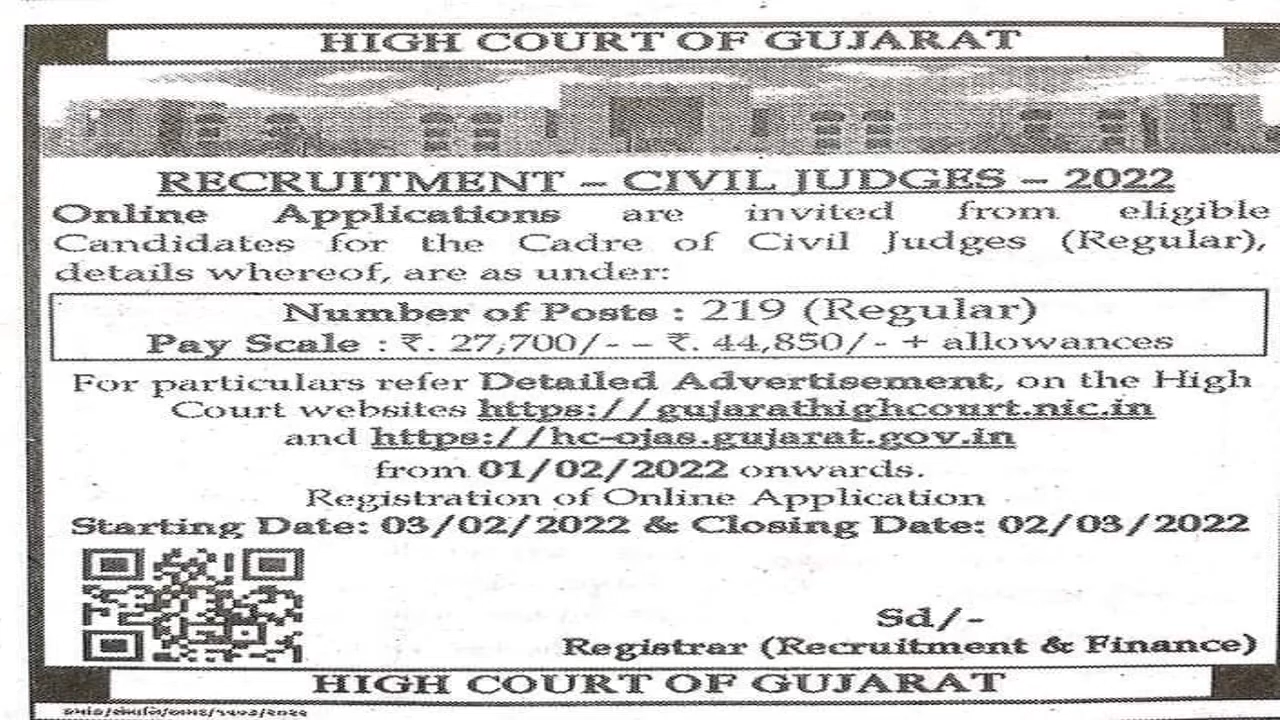 HIGH COURT OF GUJARAT
RECRUITMENT – CIVIL JUDGES – 2022
Online Applications are invited from eligible
Candidates for the Cadre of Civil Judges (Regular),
details whereof, are as under:
Number of Posts : 219 (Regular)
Pay Scale : ₹. 27,700/- – ₹. 44,850/- + allowances
For particulars refer Detailed Advertisement, on the High
Court websites https://gujarathighcourt.nic.in
and https://hc-ojas.gujarat.gov.in
from 01/02/2022 onwards.
Registration of Online Application
Starting Date: 03/02/2022 & Closing Date: 02/03/2022
Sd/-
Registrar (Recruitment & Finance)
HIGH COURT OF GUJARAT